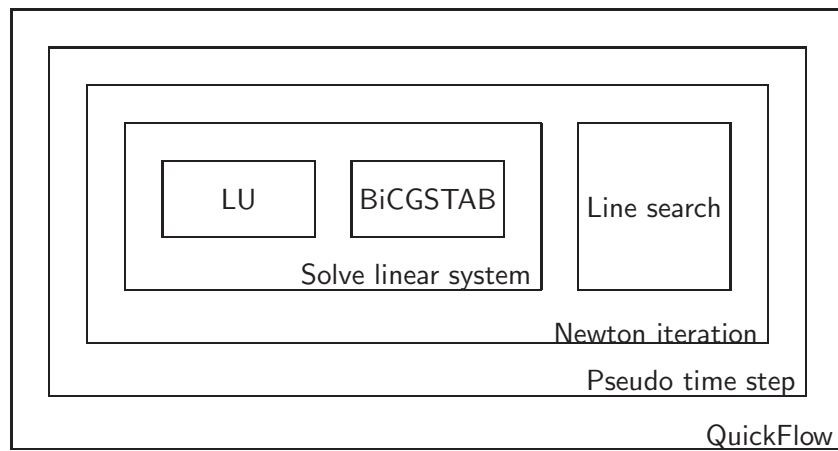 LU
BiCGSTAB
Line search
Solve linear system
Newton iteration
Pseudo time step
QuickFlow